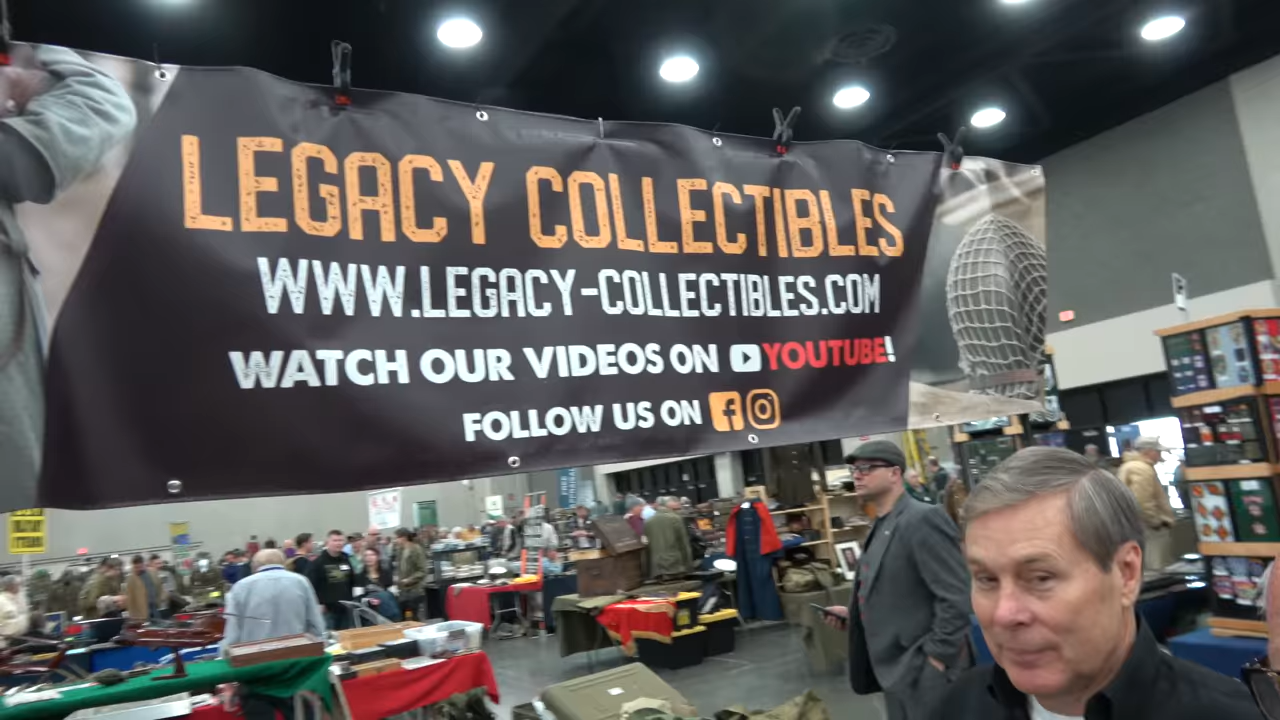 LEGACY COLLECTIBLES
WWW.LEGACY-COLLECTIBLES.COM
WATCH OUR VIDEOS ON YOUTUBE!
FOLLOW US ON